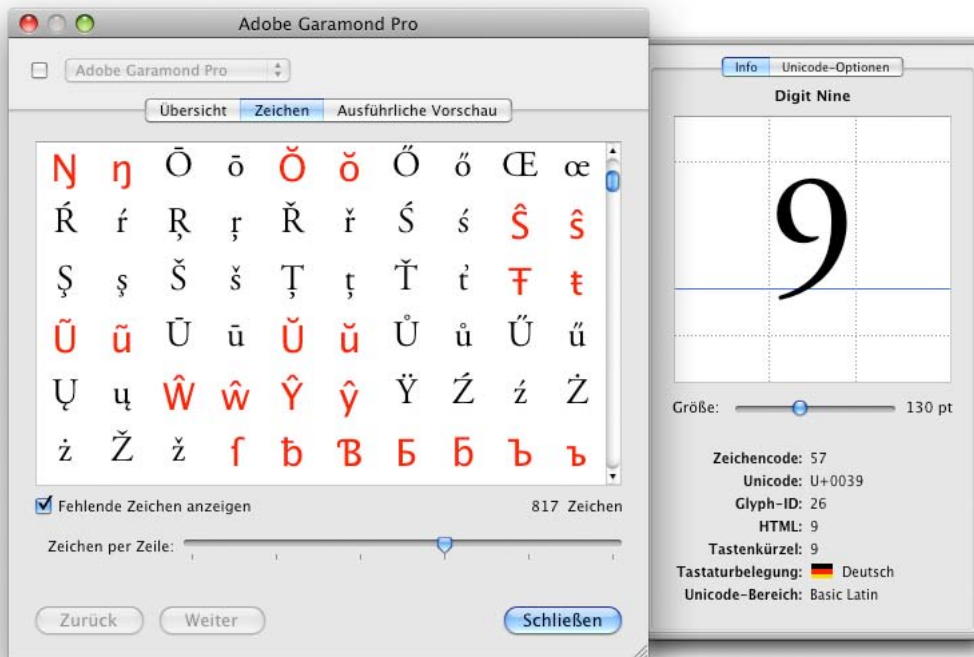 Adobe Garamond Pro
Adobe Garamond Pro
Übersicht Zeichen Ausführliche Vorschau
Ŋ ŋ Ō ō Ŏ ŏ Ő ő Œ œ
Ŕ ŕ Ŗ ŗ Ř ř Ś ś Ŝ ŝ
Ş ş Š š Ţ ţ Ť ť Ŧ ŧ
Ũ ũ Ū ū Ŭ ŭ Ů ů Ű ű
Ų ų Ŵ ŵ Ŷ ŷ Ÿ Ź ź Ż
ż Ž ž ſ ƀ Ɓ Ƃ ƃ Ƅ ƅ
Fehlende Zeichen anzeigen 817 Zeichen
Zeichen per Zeile:
Zurück Weiter Schließen
Info Unicode-Optionen
Digit Nine
9
Größe: 130 pt
Zeichencode: 57
Unicode: U+0039
Glyph-ID: 26
HTML: 9
Tastenkürzel: 9
Tastaturbelegung: Deutsch
Unicode-Bereich: Basic Latin